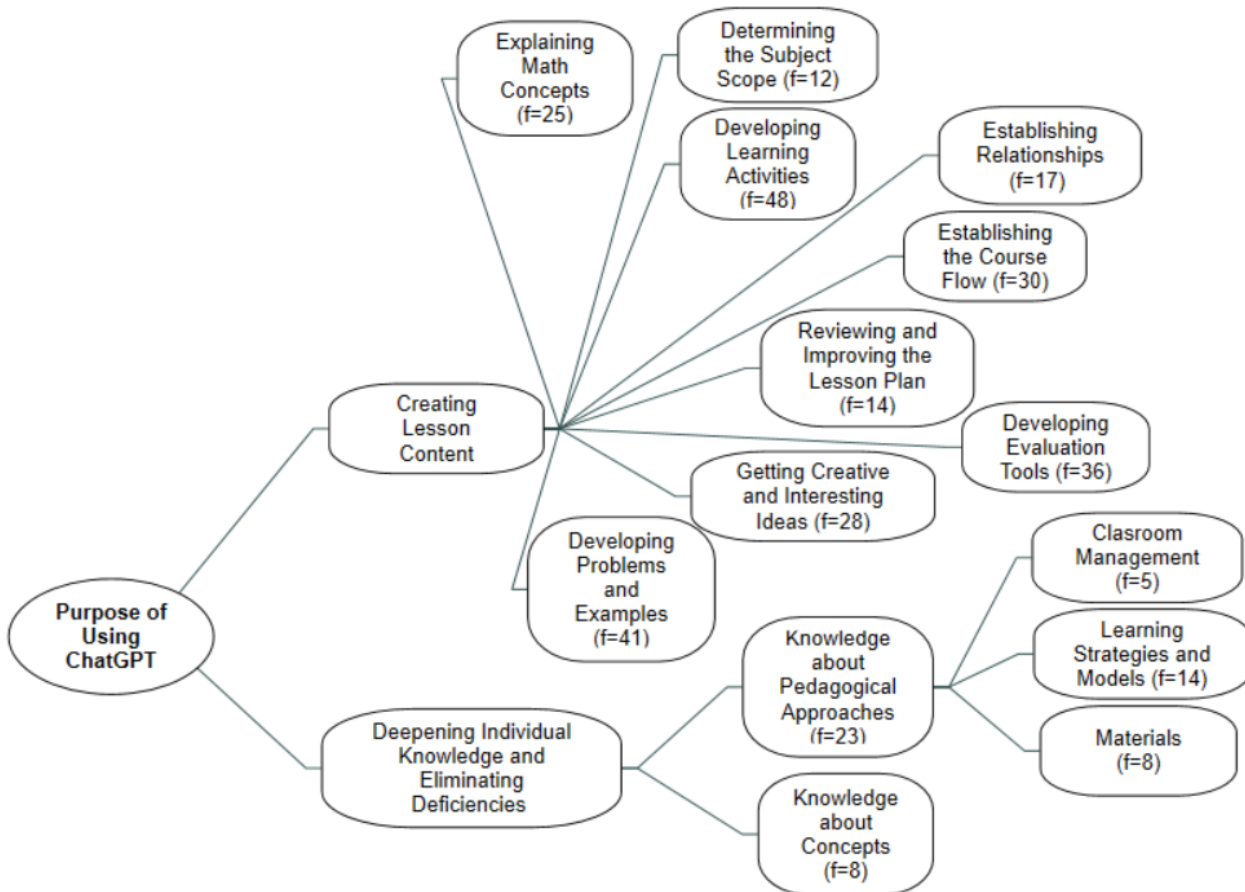 Explaining
Math
Concepts
(f=25)
Determining
the Subject
Scope (f=12)
Developing
Learning
Activities
(f=48)
Establishing
Relationships
(f=17)
Establishing
the Course
Flow (f=30)
Reviewing and
Improving the
Lesson Plan
(f=14)
Creating
Lesson
Content
Developing
Evaluation
Tools (f=36)
Getting Creative
and Interesting
Ideas (f=28)
Developing
Problems
and
Examples
(f=41)
Clasroom
Management
(f=5)
Purpose of
Using
ChatGPT
Knowledge
about
Pedagogical
Approaches
(f=23)
Learning
Strategies and
Models (f=14)
Deepening Individual
Knowledge and
Eliminating
Deficiencies
Materials
(f=8)
Knowledge
about
Concepts
(f=8)